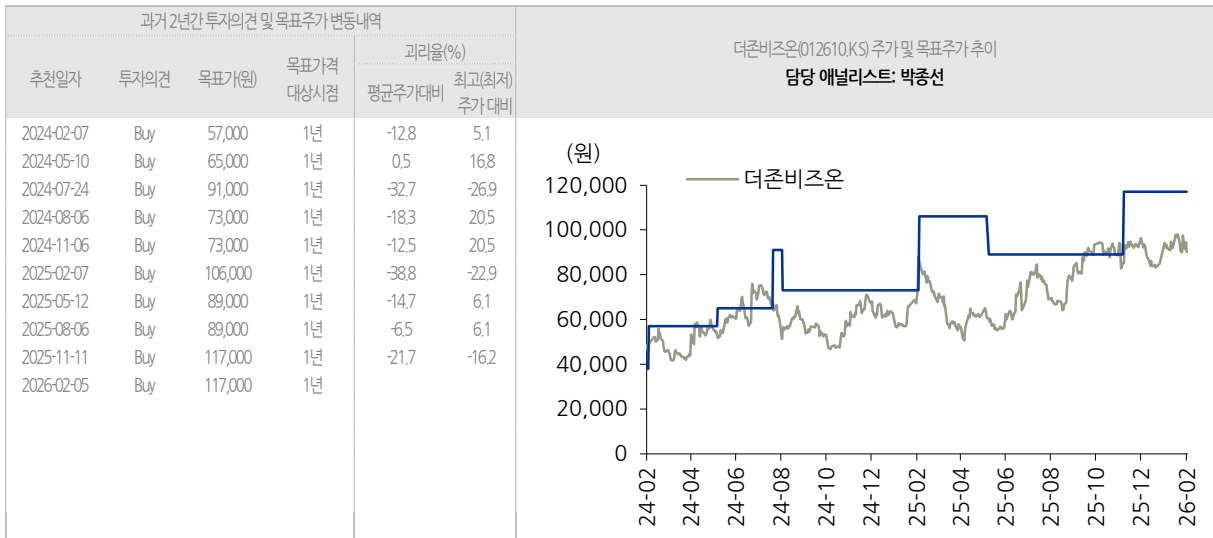 과거 2년간 투자의견 및 목표주가 변동내역
추천일자 투자의견 목표가(원) 목표가격 대상시점 괴리율(%)
평균주가대비 최고(최저) 주가 대비
2024-02-07 Buy 57,000 1년 -12.8 5.1
2024-05-10 Buy 65,000 1년 0.5 16.8
2024-07-24 Buy 91,000 1년 -32.7 -26.9
2024-08-06 Buy 73,000 1년 -18.3 20.5
2024-11-06 Buy 73,000 1년 -12.5 20.5
2025-02-07 Buy 106,000 1년 -38.8 -22.9
2025-05-12 Buy 89,000 1년 -14.7 6.1
2025-08-06 Buy 89,000 1년 -6.5 6.1
2025-11-11 Buy 117,000 1년 -21.7 -16.2
2026-02-05 Buy 117,000 1년
더존비즈온(012610.KS) 주가 및 목표주가 추이
담당 애널리스트: 박종선
(원)
더존비즈온
120,000
100,000
80,000
60,000
40,000
20,000
0
24-02
24-04
24-06
24-08
24-10
24-12
25-02
25-04
25-06
25-08
25-10
25-12
26-02